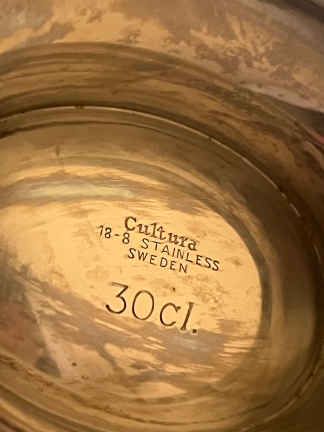 Cultura
18-8 STAINLESS
SWEDEN
30cl.